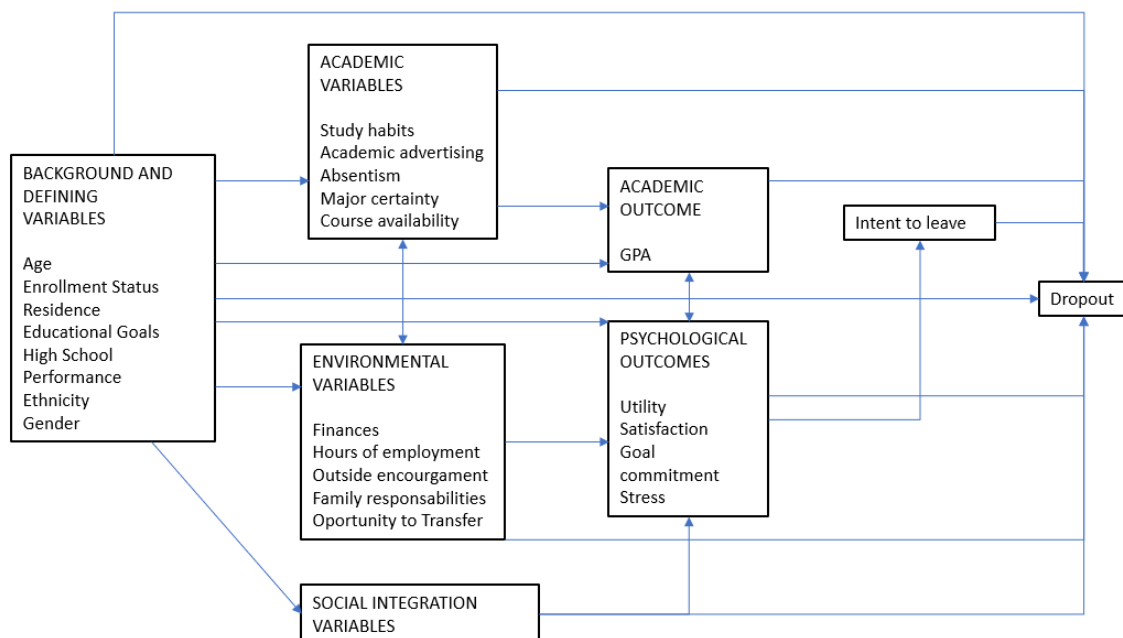 BACKGROUND AND
DEFINING
VARIABLES
Age
Enrollment Status
Residence
Educational Goals
High School
Performance
Ethnicity
Gender
ACADEMIC
VARIABLES
Study habits
Academic advertising
Absentism
Major certainty
Course availability
ENVIRONMENTAL
VARIABLES
Finances
Hours of employment
Outside encourgament
Family responsabilities
Oportunity to Transfer
SOCIAL INTEGRATION
VARIABLES
ACADEMIC
OUTCOME
GPA
PSYCHOLOGICAL
OUTCOMES
Utility
Satisfaction
Goal
commitment
Stress
Intent to leave
Dropout